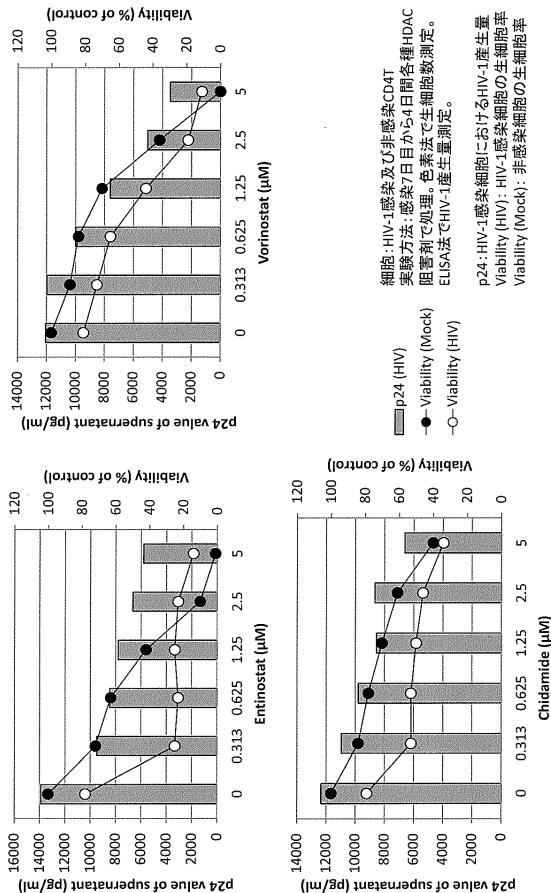 p24 value of supernatant (pg/ml)
16000
14000
12000
10000
8000
6000
4000
2000
0
120
100
80
60
40
20
0
Viability (% of control)
0 0.313 0.625 1.25 2.5 5
Entinostat (μM)
p24 value of supernatant (pg/ml)
14000
12000
10000
8000
6000
4000
2000
0
120
100
80
60
40
20
0
Viability (% of control)
0 0.313 0.625 1.25 2.5 5
Vorinostat (μM)
p24 value of supernatant (pg/ml)
14000
12000
10000
8000
6000
4000
2000
0
120
100
80
60
40
20
0
Viability (% of control)
0 0.313 0.625 1.25 2.5 5
Chidamide (μM)
p24 (HIV)
Viability (Mock)
Viability (HIV)
細胞:HIV-1感染及び非感染CD4T
実験方法:感染7日目から4日間各種HDAC
阻害剤で処理。色素法で生細胞数測定。
ELISA法でHIV-1産生量測定。
p24:HIV-1感染細胞におけるHIV-1産生量
Viability (HIV):HIV-1感染細胞の生細胞率
Viability (Mock):非感染細胞の生細胞率